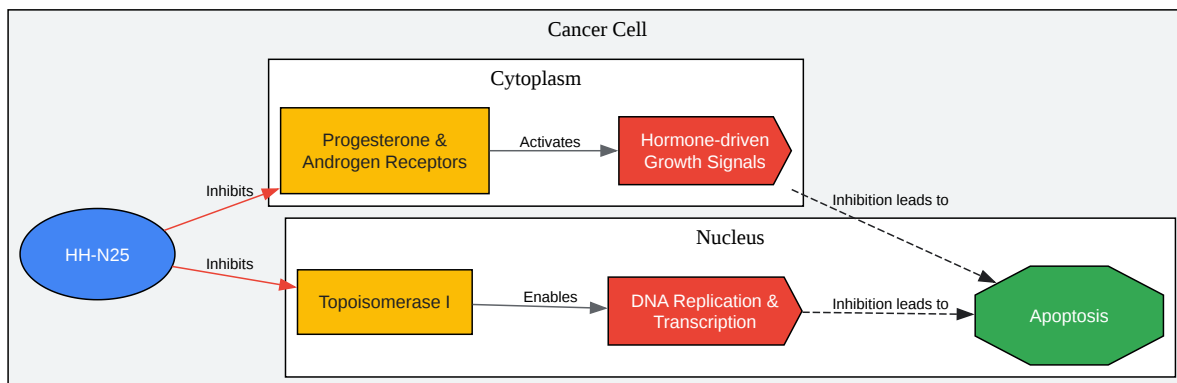 Cancer Cell
Cytoplasm
Progesterone &
Androgen Receptors
Activates
Hormone-driven
Growth Signals
Inhibits
Inhibition leads to
HH-N25
Nucleus
Inhibits
Topoisomerase I
Enables
DNA Replication &
Transcription
Inhibition leads to
Apoptosis